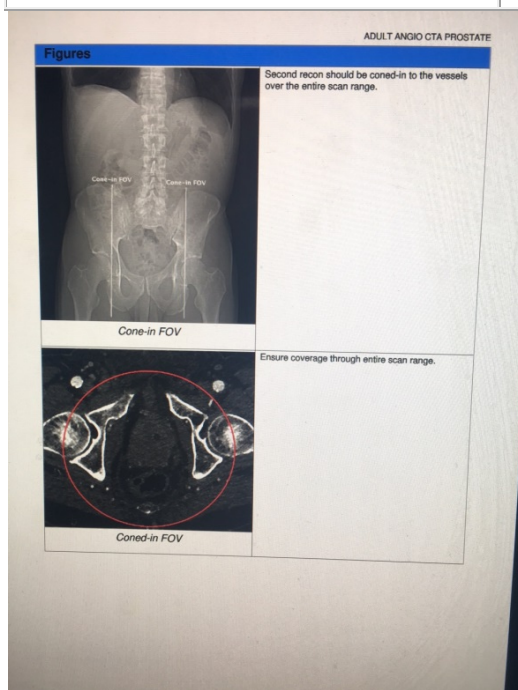 ADULT ANGIO CTA PROSTATE
Figures
Second recon should be coned-in to the vessels
over the entire scan range.
Cone-in FOV
Cone-in FOV
Cone-in FOV
Ensure coverage through entire scan range.
Coned-in FOV